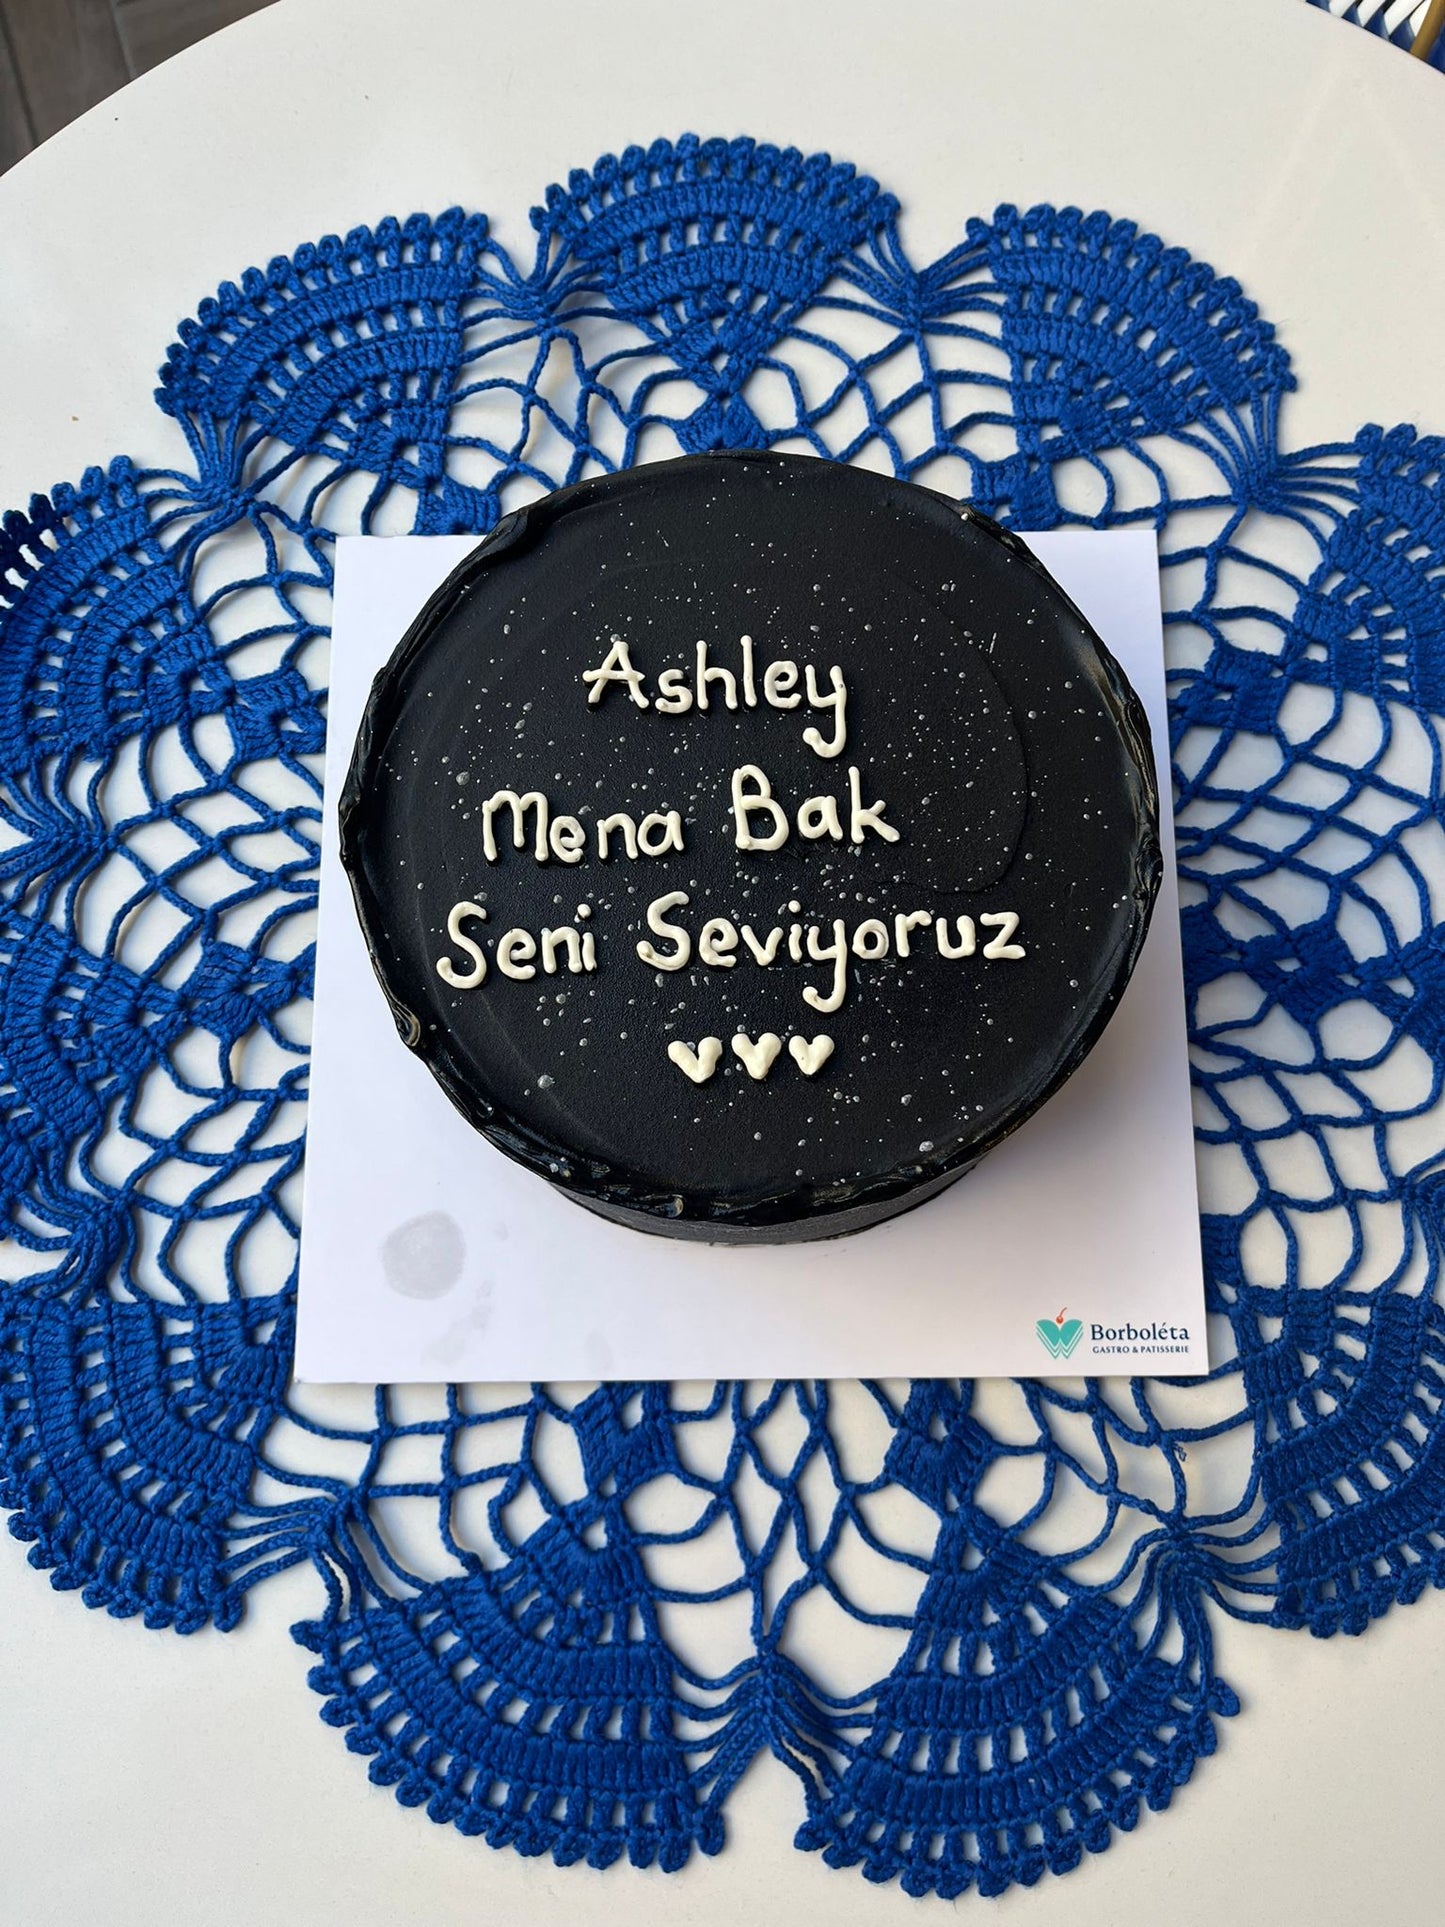 Ashley
Mena Bak
Seni Seviyoruz
Borboléta
GASTRO & PATISSERIE